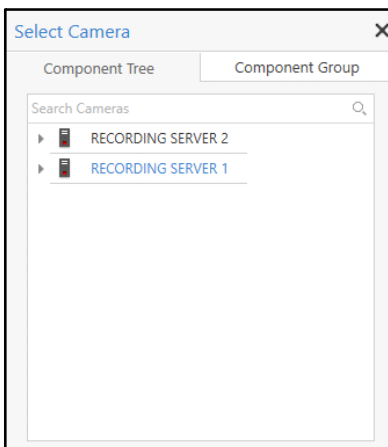 Select Camera
Component Tree Component Group
Search Cameras
RECORDING SERVER 2
RECORDING SERVER 1